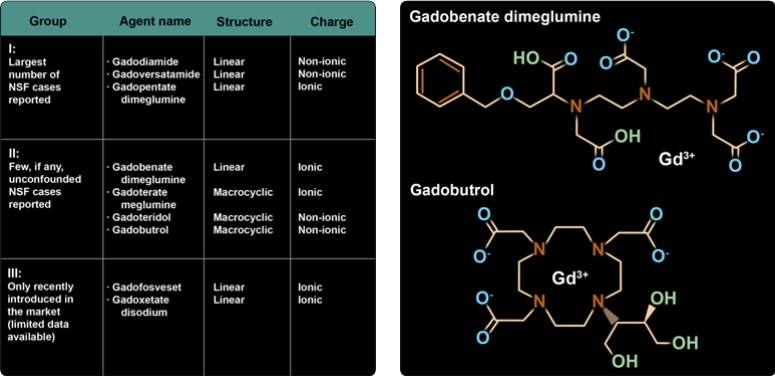 Group Agent name Structure Charge
I:
Largest
number of
NSF cases
reported
· Gadodiamide Linear Non-ionic
· Gadoversatamide Linear Non-ionic
· Gadopentate Linear Ionic
dimeglumine
II:
Few, if any,
unconfounded
NSF cases
reported
· Gadobenate Linear Ionic
dimeglumine
· Gadoterate Macrocyclic Ionic
meglumine
· Gadoteridol Macrocyclic Non-ionic
· Gadobutrol Macrocyclic Non-ionic
III:
Only recently
introduced in
the market
(limited data
available)
· Gadofosveset Linear Ionic
· Gadoxetate Linear Ionic
disodium
Gadobenate dimeglumine
O-
HO O O O- O
O N N N
OH O-
O O
Gd³⁺
Gadobutrol
O O
O- N N O-
Gd³⁺
O- N N OH
O OH
OH